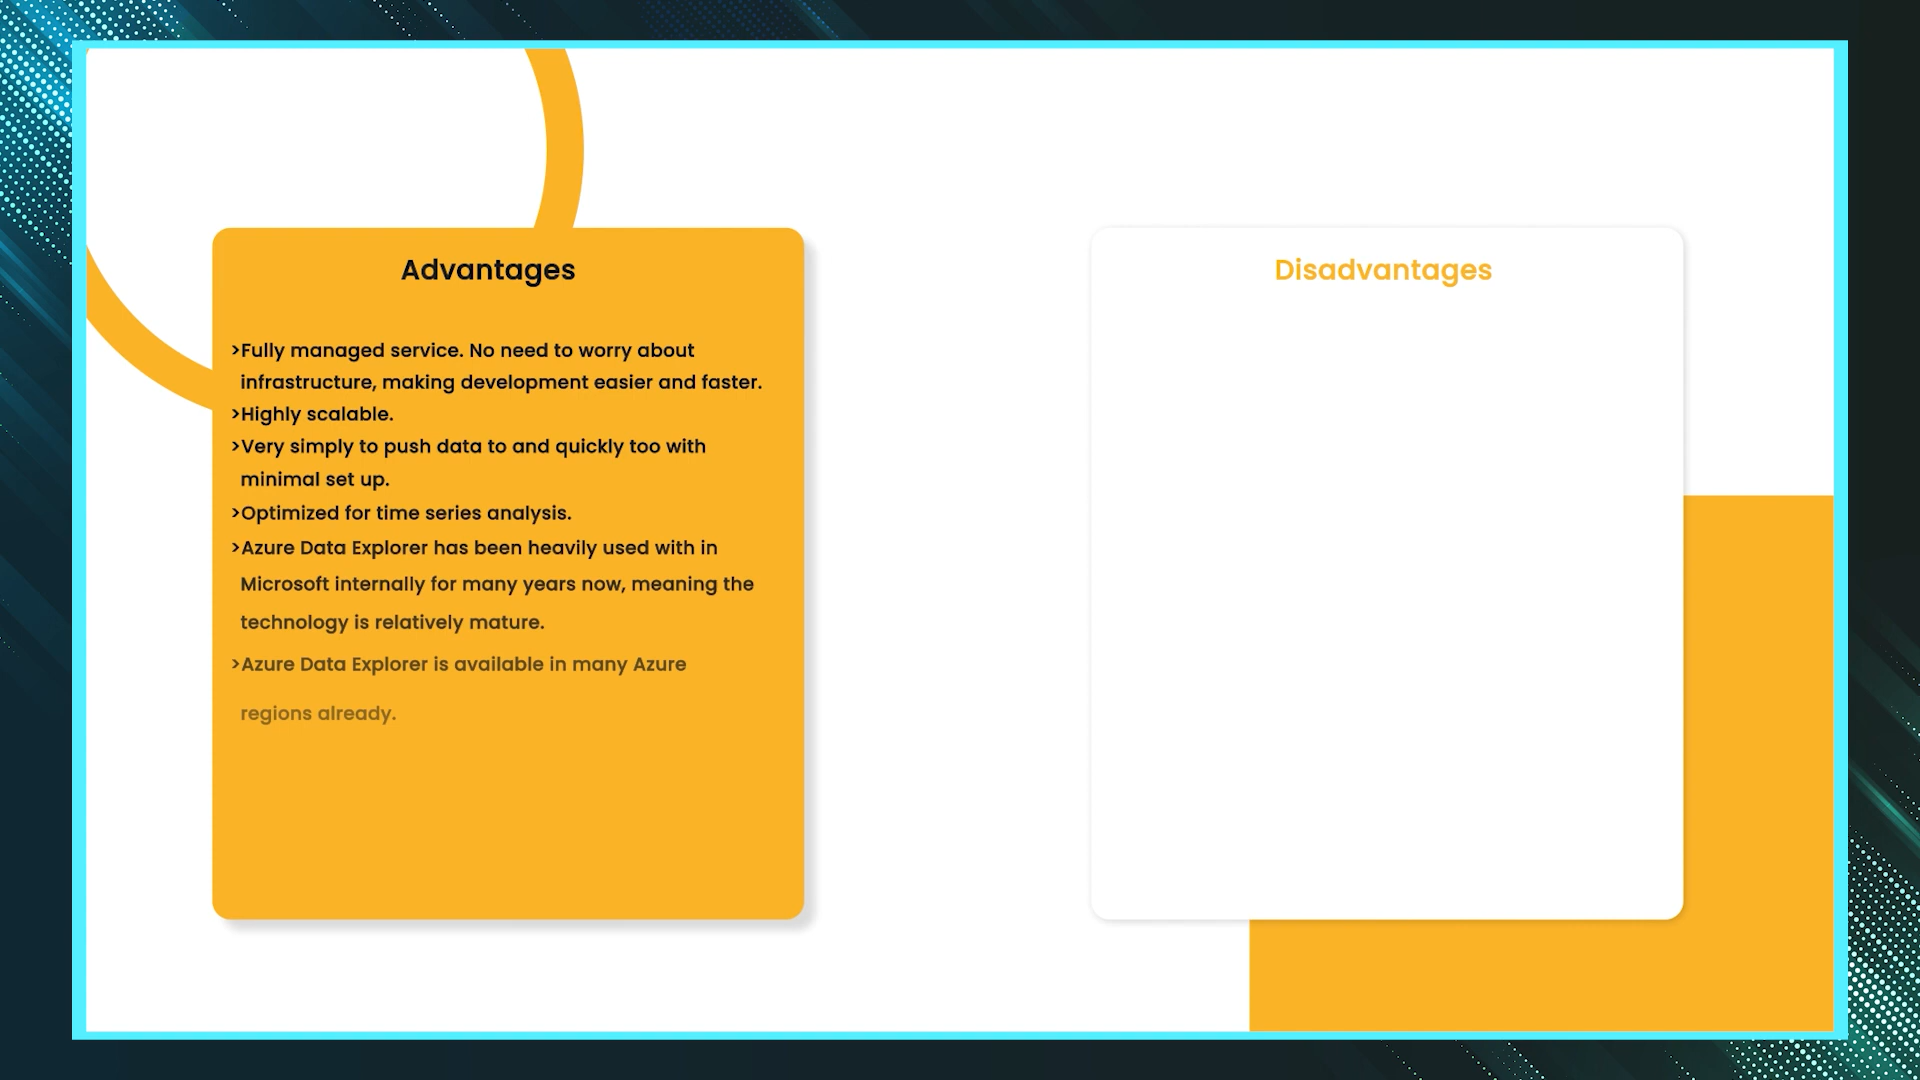 Advantages
>Fully managed service. No need to worry about
infrastructure, making development easier and faster.
>Highly scalable.
>Very simply to push data to and quickly too with
minimal set up.
>Optimized for time series analysis.
>Azure Data Explorer has been heavily used with in
Microsoft internally for many years now, meaning the
technology is relatively mature.
>Azure Data Explorer is available in many Azure
regions already.
Disadvantages